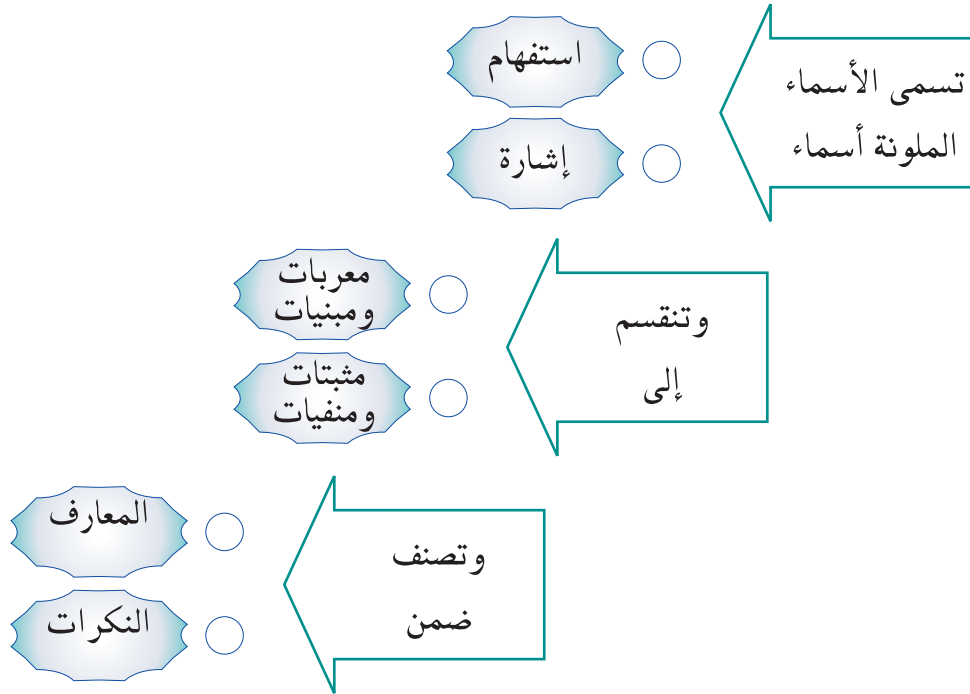 تسمى الأسماء
الملونة أسماء
استفهام
إشارة
وتنقسم
إلى
معربات
ومبنيات
مثبتات
ومنفيات
وتصنف
ضمن
المعارف
النكرات